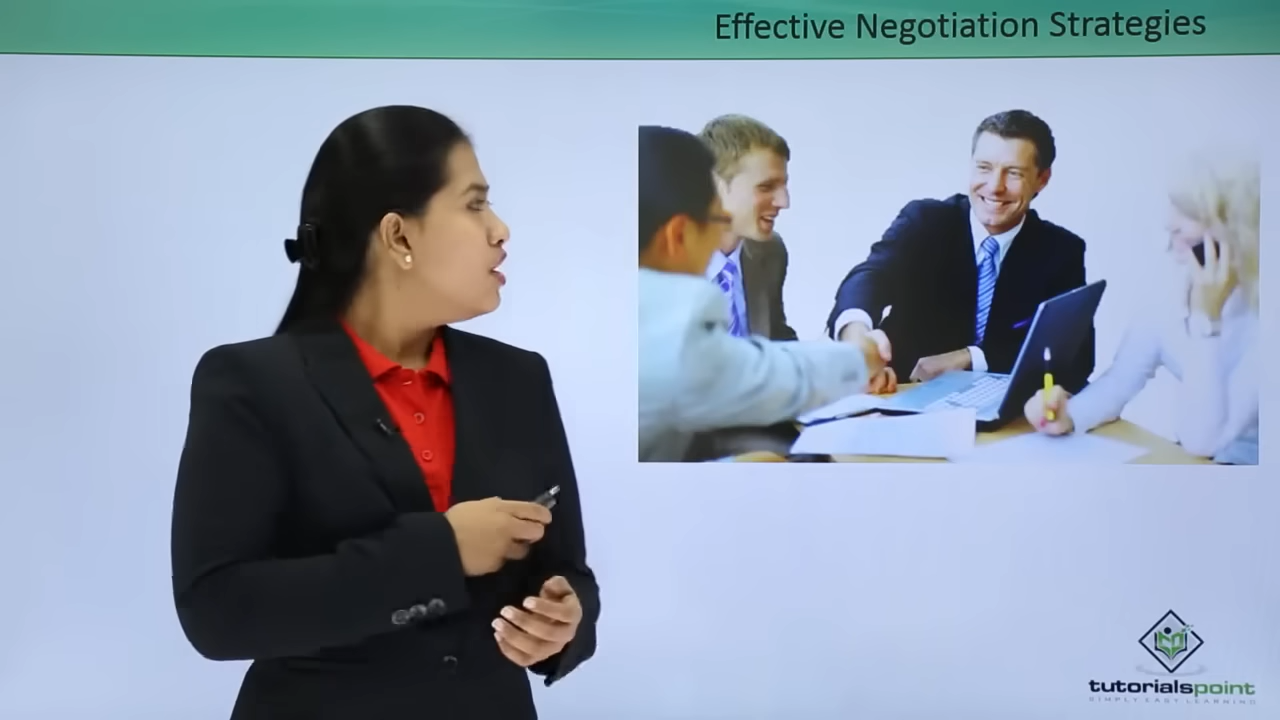 Effective Negotiation Strategies
tutorialspoint
SIMPLY EASY LEARNING